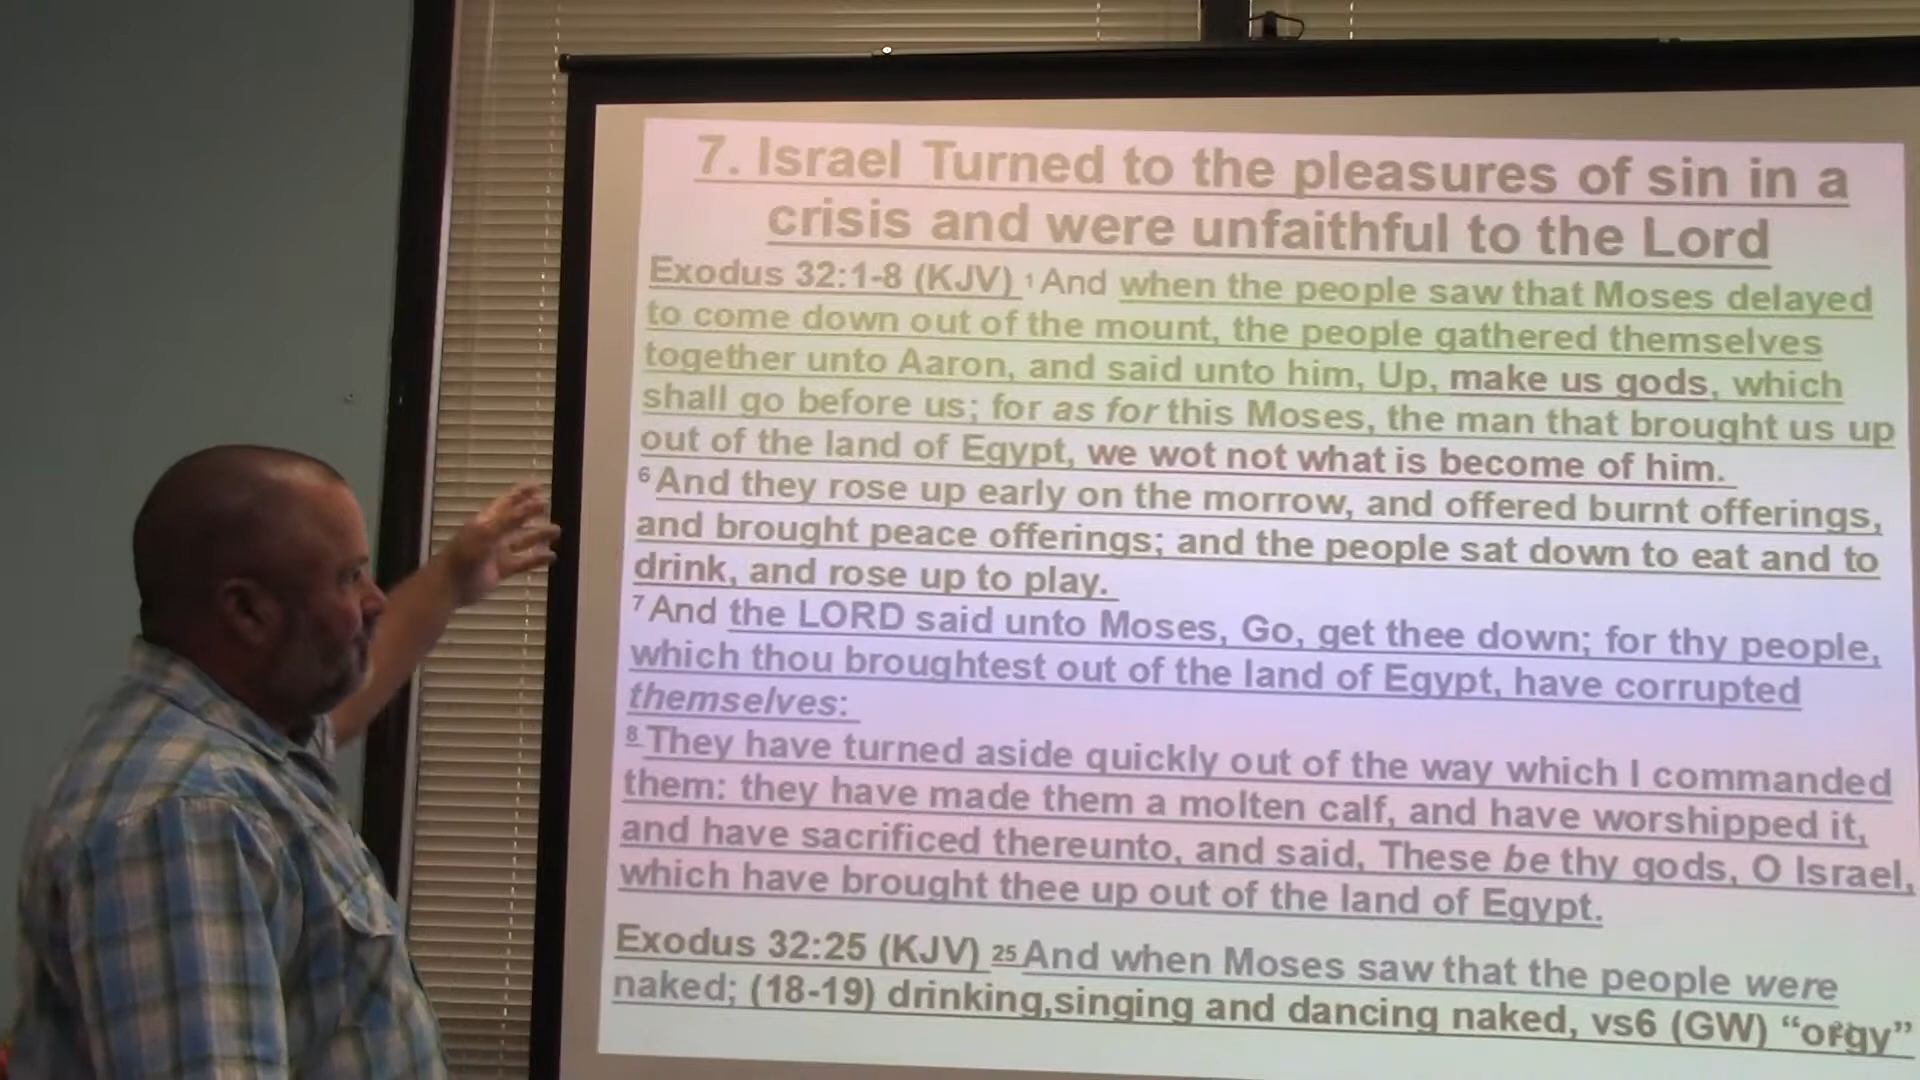 7. Israel Turned to the pleasures of sin in a
crisis and were unfaithful to the Lord
Exodus 32:1-8 (KJV) 1 And when the people saw that Moses delayed
to come down out of the mount, the people gathered themselves
together unto Aaron, and said unto him, Up, make us gods, which
shall go before us; for as for this Moses, the man that brought us up
out of the land of Egypt, we wot not what is become of him.
6 And they rose up early on the morrow, and offered burnt offerings,
and brought peace offerings; and the people sat down to eat and to
drink, and rose up to play.
7 And the LORD said unto Moses, Go, get thee down; for thy people,
which thou broughtest out of the land of Egypt, have corrupted
themselves:
8 They have turned aside quickly out of the way which I commanded
them: they have made them a molten calf, and have worshipped it,
and have sacrificed thereunto, and said, These be thy gods, O Israel,
which have brought thee up out of the land of Egypt.
Exodus 32:25 (KJV) 25 And when Moses saw that the people were
naked; (18-19) drinking,singing and dancing naked, vs6 (GW) “orgy”